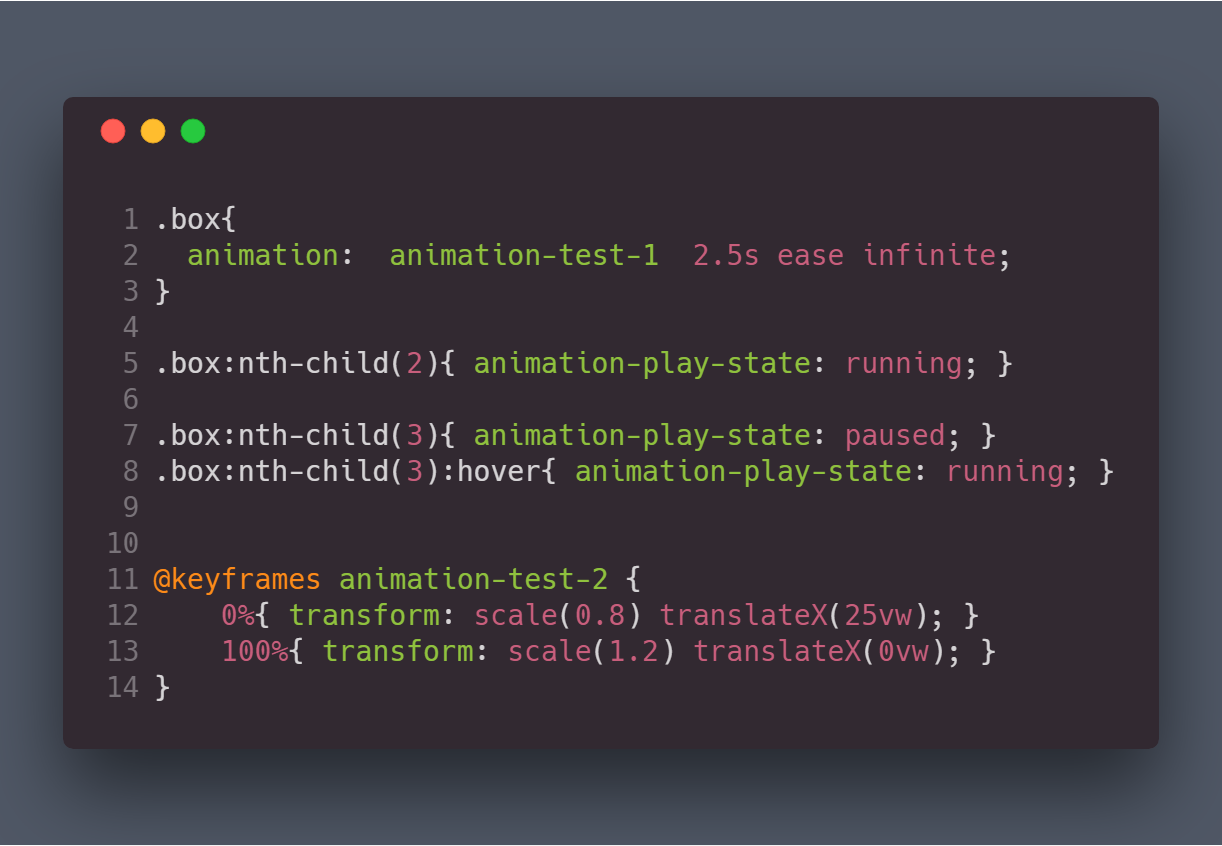 1 .box{
2   animation:  animation-test-1  2.5s ease infinite;
3 }
4
5 .box:nth-child(2){ animation-play-state: running; }
6
7 .box:nth-child(3){ animation-play-state: paused; }
8 .box:nth-child(3):hover{ animation-play-state: running; }
9
10
11 @keyframes animation-test-2 {
12     0%{ transform: scale(0.8) translateX(25vw); }
13     100%{ transform: scale(1.2) translateX(0vw); }
14 }